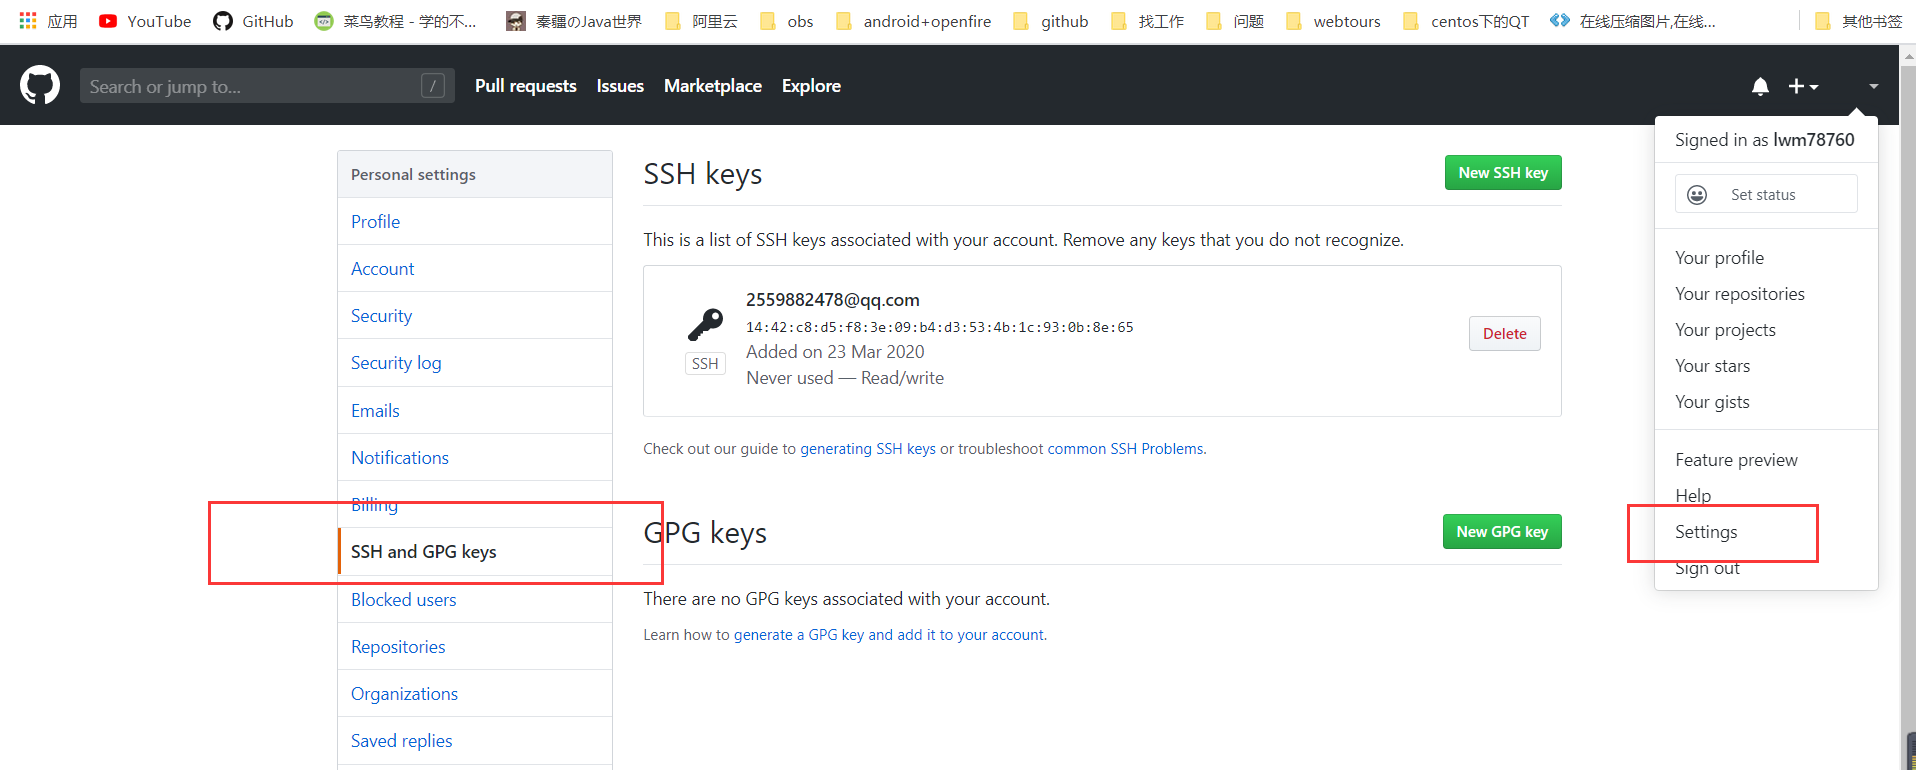 应用 YouTube GitHub 菜鸟教程 - 学的不... 秦疆のJava世界 阿里云 obs android+openfire github 找工作 问题 webtours centos下的QT 在线压缩图片,在线... 其他书签
Search or jump to... / Pull requests Issues Marketplace Explore
Signed in as lwm78760
Set status
Your profile
Your repositories
Your projects
Your stars
Your gists
Feature preview
Help
Settings
Sign out
Personal settings
Profile
Account
Security
Security log
Emails
Notifications
Billing
SSH and GPG keys
Blocked users
Repositories
Organizations
Saved replies
SSH keys
New SSH key
This is a list of SSH keys associated with your account. Remove any keys that you do not recognize.
2559882478@qq.com
14:42:c8:d5:f8:3e:09:b4:d3:53:4b:1c:93:0b:8e:65
Added on 23 Mar 2020
Never used — Read/write
SSH
Delete
Check out our guide to generating SSH keys or troubleshoot common SSH Problems.
GPG keys
New GPG key
There are no GPG keys associated with your account.
Learn how to generate a GPG key and add it to your account.